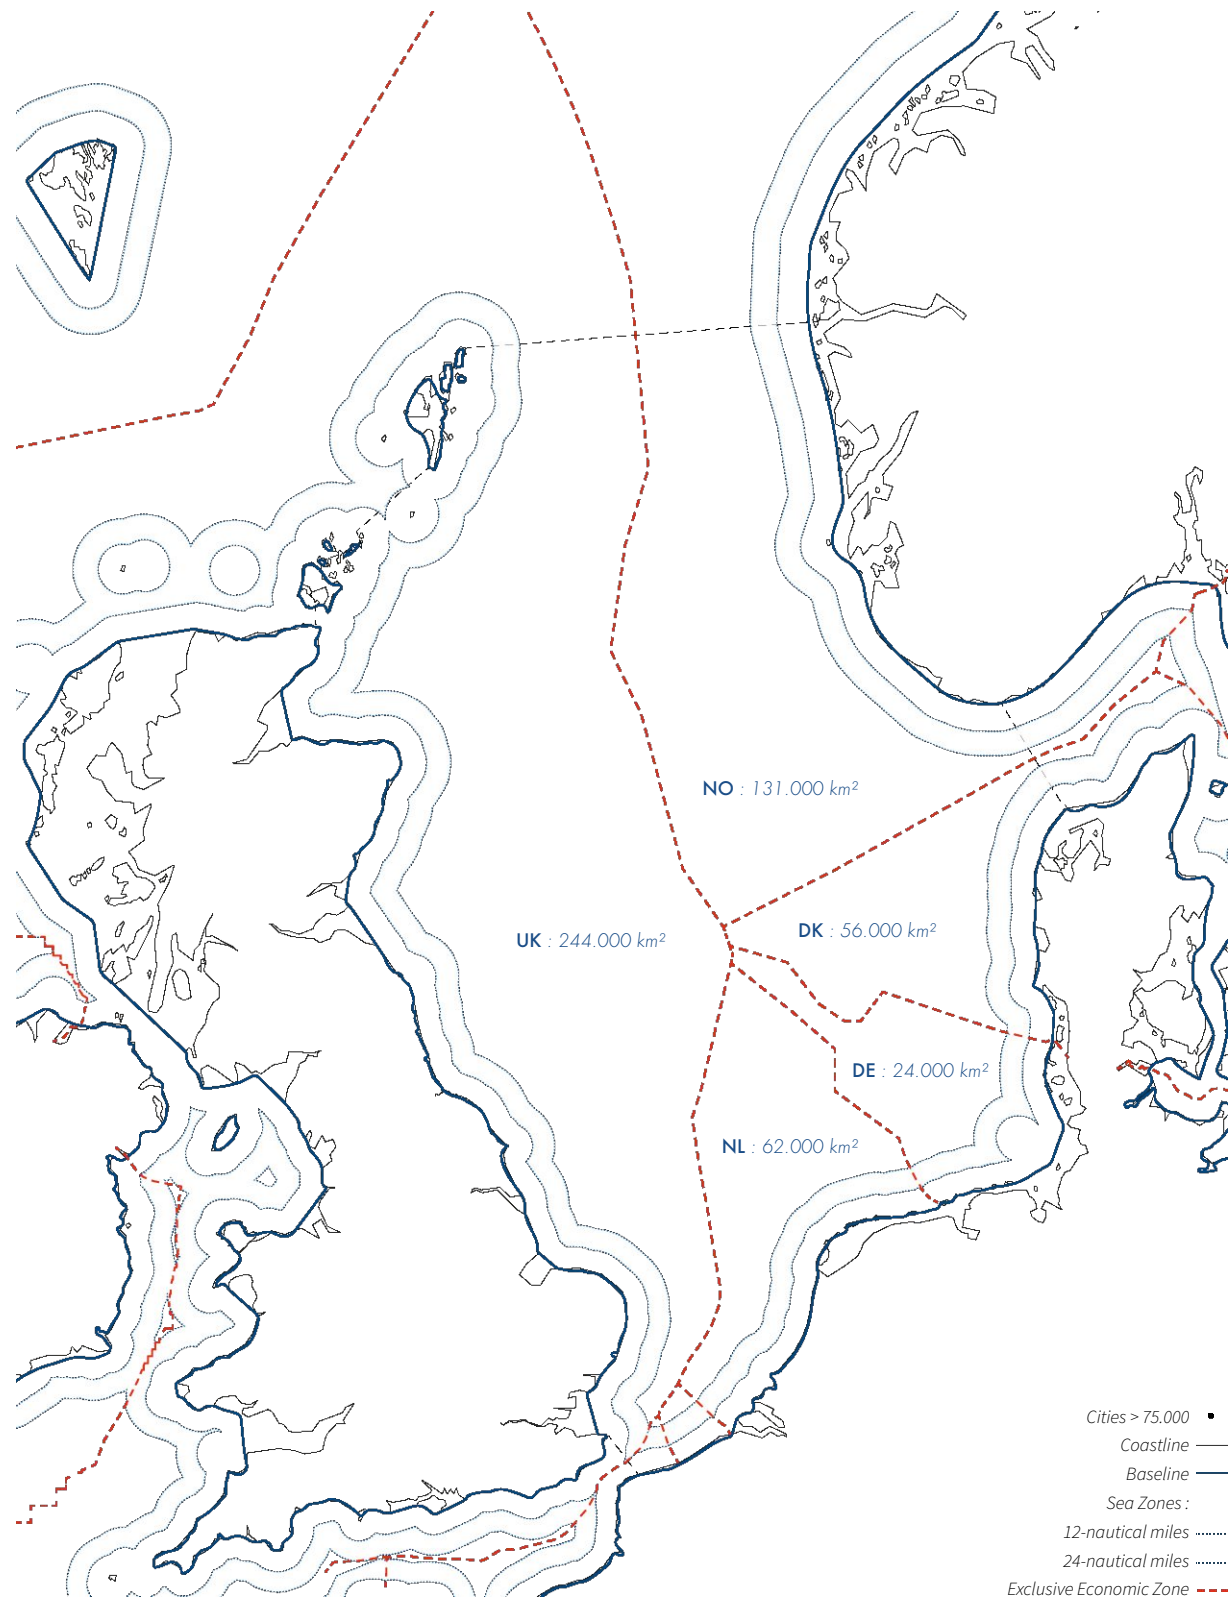 NO : 131.000 km²
UK : 244.000 km²
DK : 56.000 km²
DE : 24.000 km²
NL : 62.000 km²
Cities > 75.000
Coastline
Baseline
Sea Zones :
12-nautical miles
24-nautical miles
Exclusive Economic Zone